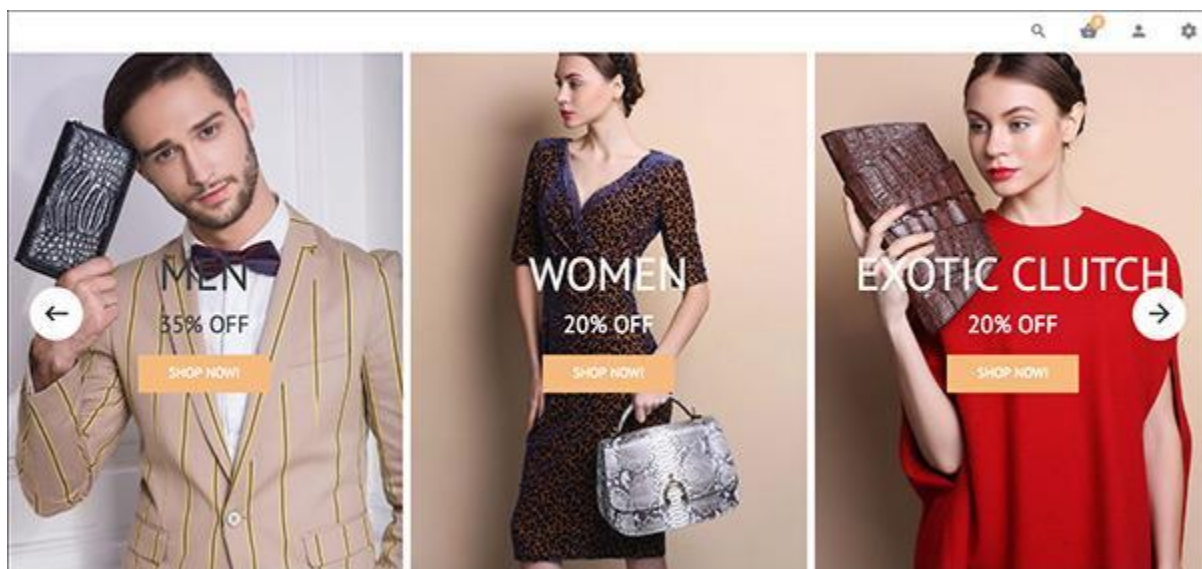 MEN
35% OFF
SHOP NOW!
WOMEN
20% OFF
SHOP NOW!
EXOTIC CLUTCH
20% OFF
SHOP NOW!